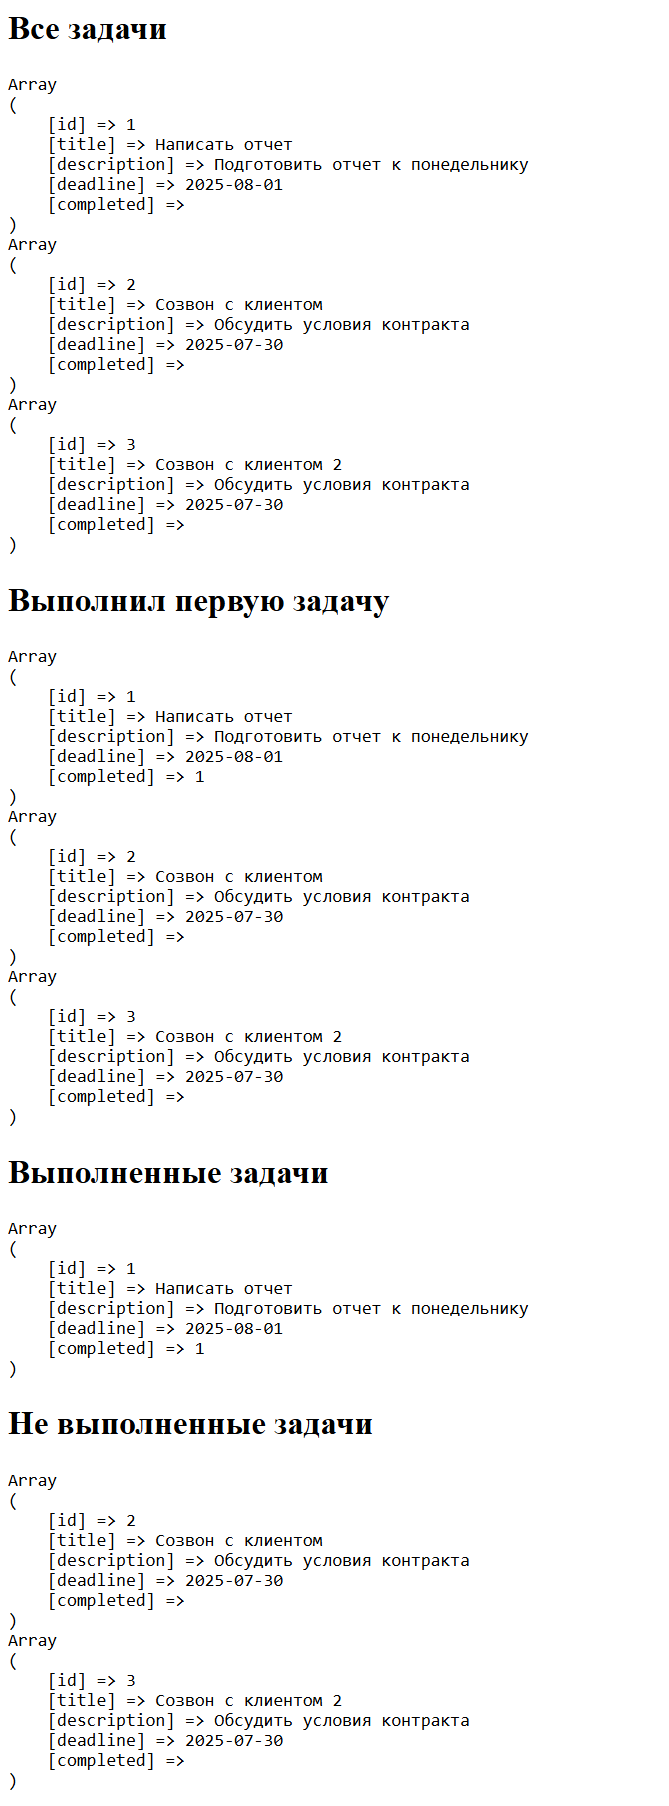 Все задачи
Array
(
    [id] => 1
    [title] => Написать отчет
    [description] => Подготовить отчет к понедельнику
    [deadline] => 2025-08-01
    [completed] =>
)
Array
(
    [id] => 2
    [title] => Созвон с клиентом
    [description] => Обсудить условия контракта
    [deadline] => 2025-07-30
    [completed] =>
)
Array
(
    [id] => 3
    [title] => Созвон с клиентом 2
    [description] => Обсудить условия контракта
    [deadline] => 2025-07-30
    [completed] =>
)
Выполнил первую задачу
Array
(
    [id] => 1
    [title] => Написать отчет
    [description] => Подготовить отчет к понедельнику
    [deadline] => 2025-08-01
    [completed] => 1
)
Array
(
    [id] => 2
    [title] => Созвон с клиентом
    [description] => Обсудить условия контракта
    [deadline] => 2025-07-30
    [completed] =>
)
Array
(
    [id] => 3
    [title] => Созвон с клиентом 2
    [description] => Обсудить условия контракта
    [deadline] => 2025-07-30
    [completed] =>
)
Выполненные задачи
Array
(
    [id] => 1
    [title] => Написать отчет
    [description] => Подготовить отчет к понедельнику
    [deadline] => 2025-08-01
    [completed] => 1
)
Не выполненные задачи
Array
(
    [id] => 2
    [title] => Созвон с клиентом
    [description] => Обсудить условия контракта
    [deadline] => 2025-07-30
    [completed] =>
)
Array
(
    [id] => 3
    [title] => Созвон с клиентом 2
    [description] => Обсудить условия контракта
    [deadline] => 2025-07-30
    [completed] =>
)